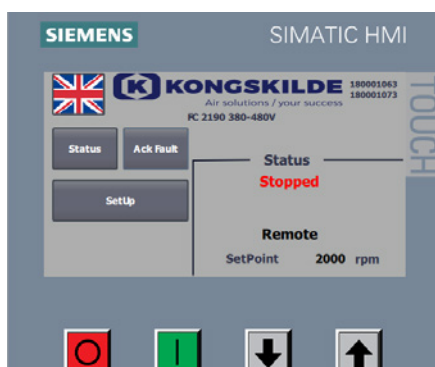 SIEMENS
SIMATIC HMI
TOUCH
K KONGSKILDE
Air solutions / your success
180001063
180001073
FC 2190 380-480V
Status
Ack Fault
SetUp
Status
Stopped
Remote
SetPoint 2000 rpm